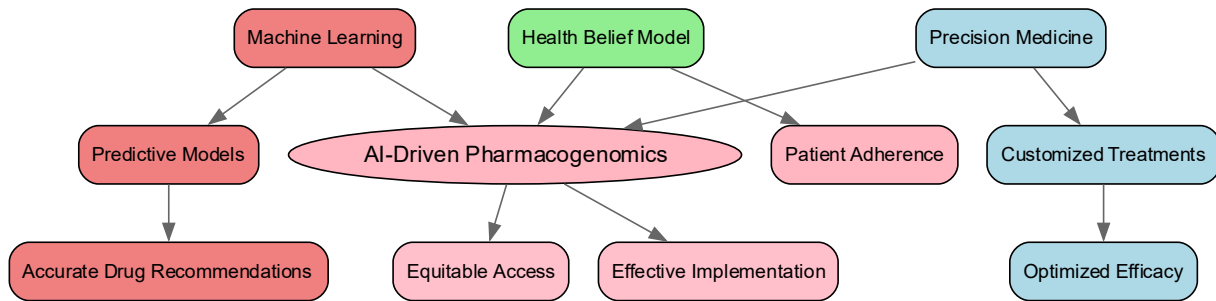 Machine Learning
Health Belief Model
Precision Medicine
Predictive Models
AI-Driven Pharmacogenomics
Patient Adherence
Customized Treatments
Accurate Drug Recommendations
Equitable Access
Effective Implementation
Optimized Efficacy